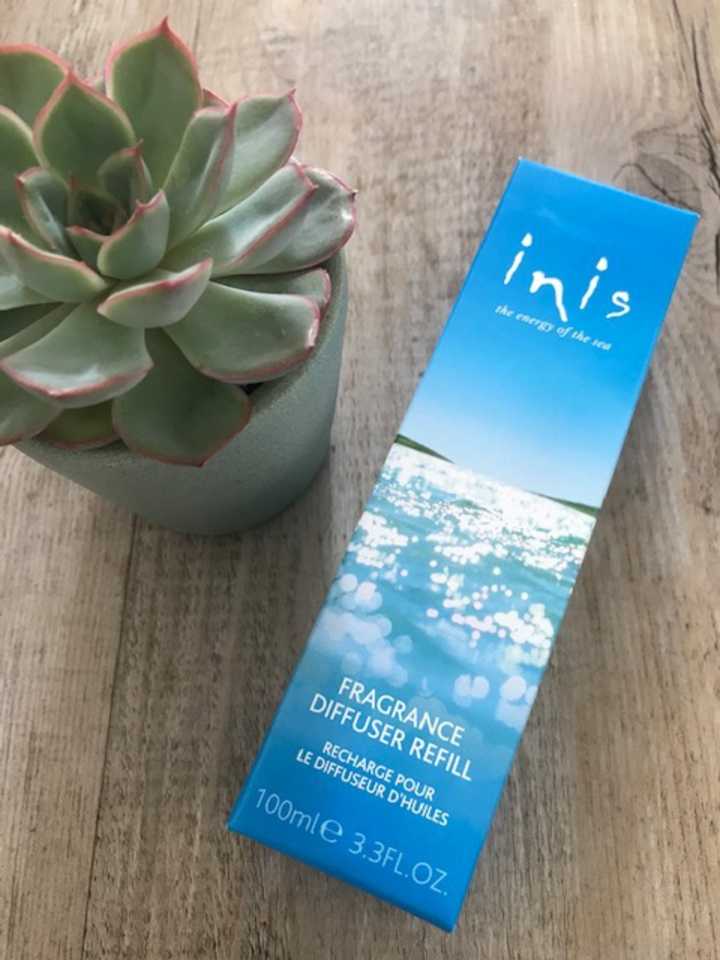 inis
the energy of the sea
FRAGRANCE
DIFFUSER REFILL
RECHARGE POUR
LE DIFFUSEUR D'HUILES
100ml℮ 3.3FL.OZ.